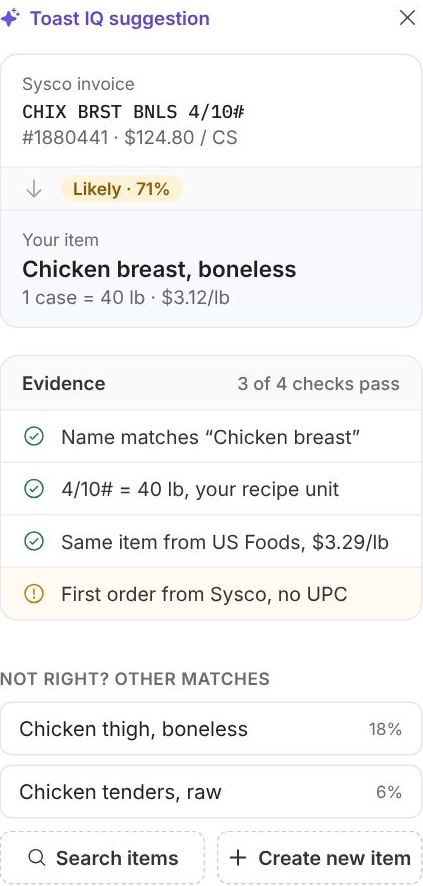 Toast IQ suggestion
Sysco invoice
CHIX BRST BNLS 4/10#
#1880441 · $124.80 / CS
Likely · 71%
Your item
Chicken breast, boneless
1 case = 40 lb · $3.12/lb
Evidence 3 of 4 checks pass
Name matches “Chicken breast”
4/10# = 40 lb, your recipe unit
Same item from US Foods, $3.29/lb
First order from Sysco, no UPC
NOT RIGHT? OTHER MATCHES
Chicken thigh, boneless 18%
Chicken tenders, raw 6%
Search items + Create new item